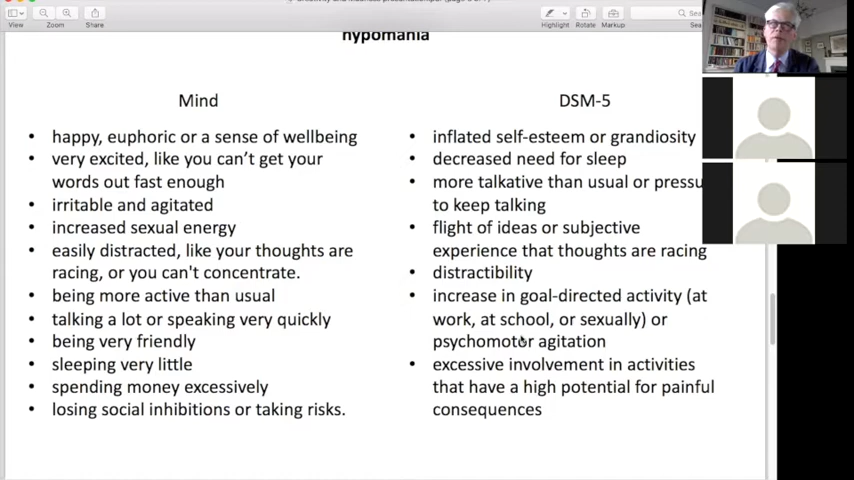 View
Zoom
Share
Highlight
Rotate
Markup
Sea
Sea
hypomania
Mind
• happy, euphoric or a sense of wellbeing
• very excited, like you can’t get your
words out fast enough
• irritable and agitated
• increased sexual energy
• easily distracted, like your thoughts are
racing, or you can't concentrate.
• being more active than usual
• talking a lot or speaking very quickly
• being very friendly
• sleeping very little
• spending money excessively
• losing social inhibitions or taking risks.
DSM-5
• inflated self-esteem or grandiosity
• decreased need for sleep
• more talkative than usual or pressu
to keep talking
• flight of ideas or subjective
experience that thoughts are racing
• distractibility
• increase in goal-directed activity (at
work, at school, or sexually) or
psychomotor agitation
• excessive involvement in activities
that have a high potential for painful
consequences